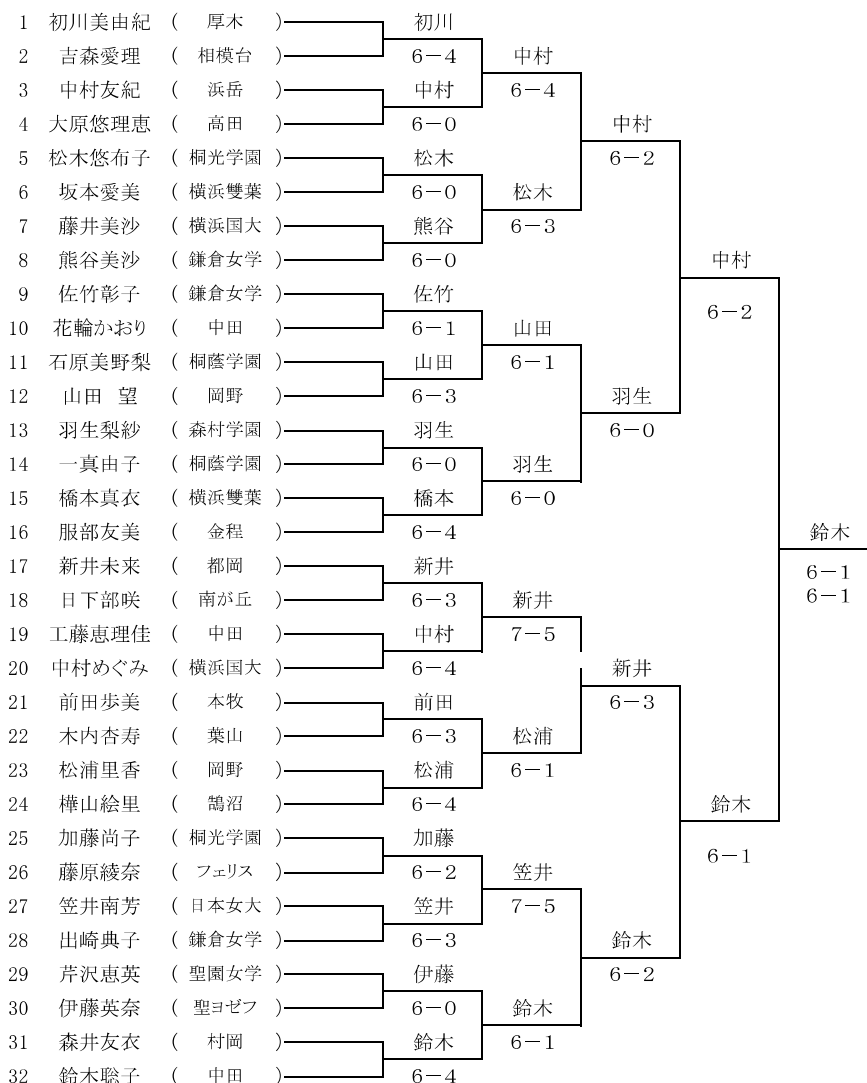 1 初川美由紀 ( 厚木 ) 初川
2 吉森愛理 ( 相模台 ) 6-4 中村
3 中村友紀 ( 浜岳 ) 中村 6-4
4 大原悠理恵 ( 高田 ) 6-0 中村
5 松木悠布子 ( 桐光学園 ) 松木 6-2
6 坂本愛美 ( 横浜雙葉 ) 6-0 松木
7 藤井美沙 ( 横浜国大 ) 熊谷 6-3
8 熊谷美沙 ( 鎌倉女学 ) 6-0 中村
9 佐竹彰子 ( 鎌倉女学 ) 佐竹 6-2
10 花輪かおり ( 中田 ) 6-1 山田
11 石原美野梨 ( 桐蔭学園 ) 山田 6-1
12 山田 望 ( 岡野 ) 6-3 羽生
13 羽生梨紗 ( 森村学園 ) 羽生 6-0
14 一真由子 ( 桐蔭学園 ) 6-0 羽生
15 橋本真衣 ( 横浜雙葉 ) 橋本 6-0
16 服部友美 ( 金程 ) 6-4 鈴木
17 新井未来 ( 都岡 ) 新井 6-1
18 日下部咲 ( 南が丘 ) 6-3 新井 6-1
19 工藤恵理佳 ( 中田 ) 中村 7-5
20 中村めぐみ ( 横浜国大 ) 6-4 新井
21 前田歩美 ( 本牧 ) 前田 6-3
22 木内杏寿 ( 葉山 ) 6-3 松浦
23 松浦里香 ( 岡野 ) 松浦 6-1
24 樺山絵里 ( 鵠沼 ) 6-4 鈴木
25 加藤尚子 ( 桐光学園 ) 加藤 6-1
26 藤原綾奈 ( フェリス ) 6-2 笠井
27 笠井南芳 ( 日本女大 ) 笠井 7-5
28 出崎典子 ( 鎌倉女学 ) 6-3 鈴木
29 芹沢恵英 ( 聖園女学 ) 伊藤 6-2
30 伊藤英奈 ( 聖ヨゼフ ) 6-0 鈴木
31 森井友衣 ( 村岡 ) 鈴木 6-1
32 鈴木聡子 ( 中田 ) 6-4